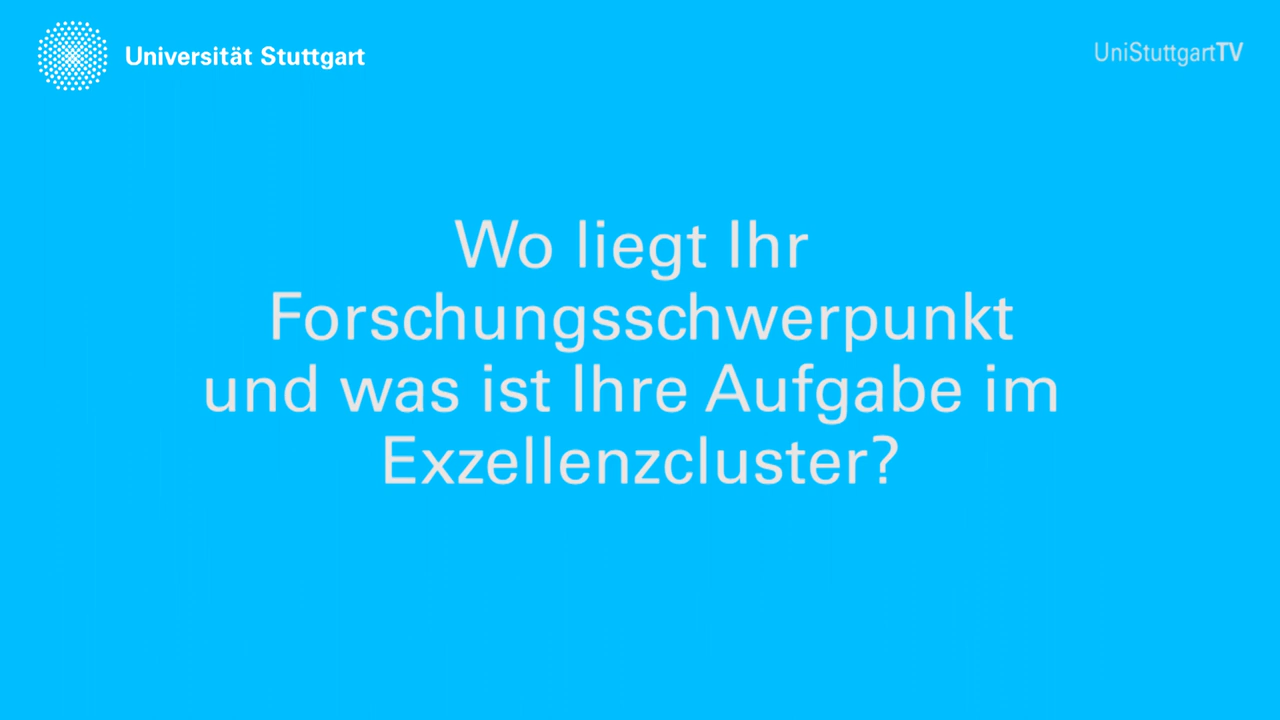 Universität Stuttgart
UniStuttgartTV
Wo liegt Ihr
Forschungsschwerpunkt
und was ist Ihre Aufgabe im
Exzellenzcluster?